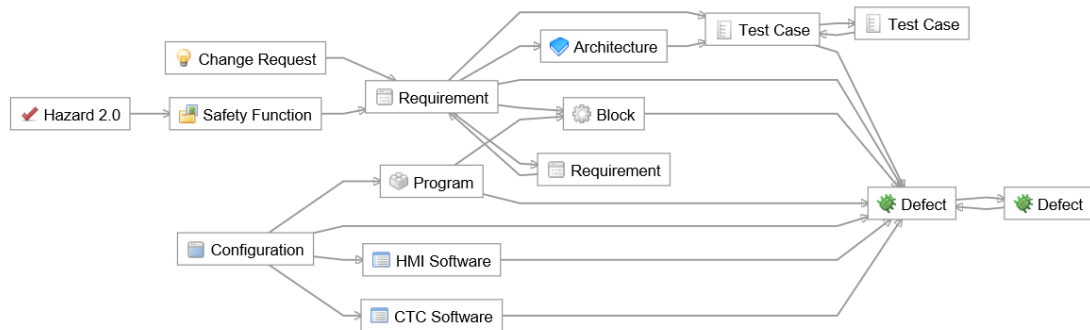 Test Case
Test Case
Architecture
Change Request
Requirement
Hazard 2.0
Safety Function
Block
Requirement
Program
Defect
Defect
Configuration
HMI Software
CTC Software